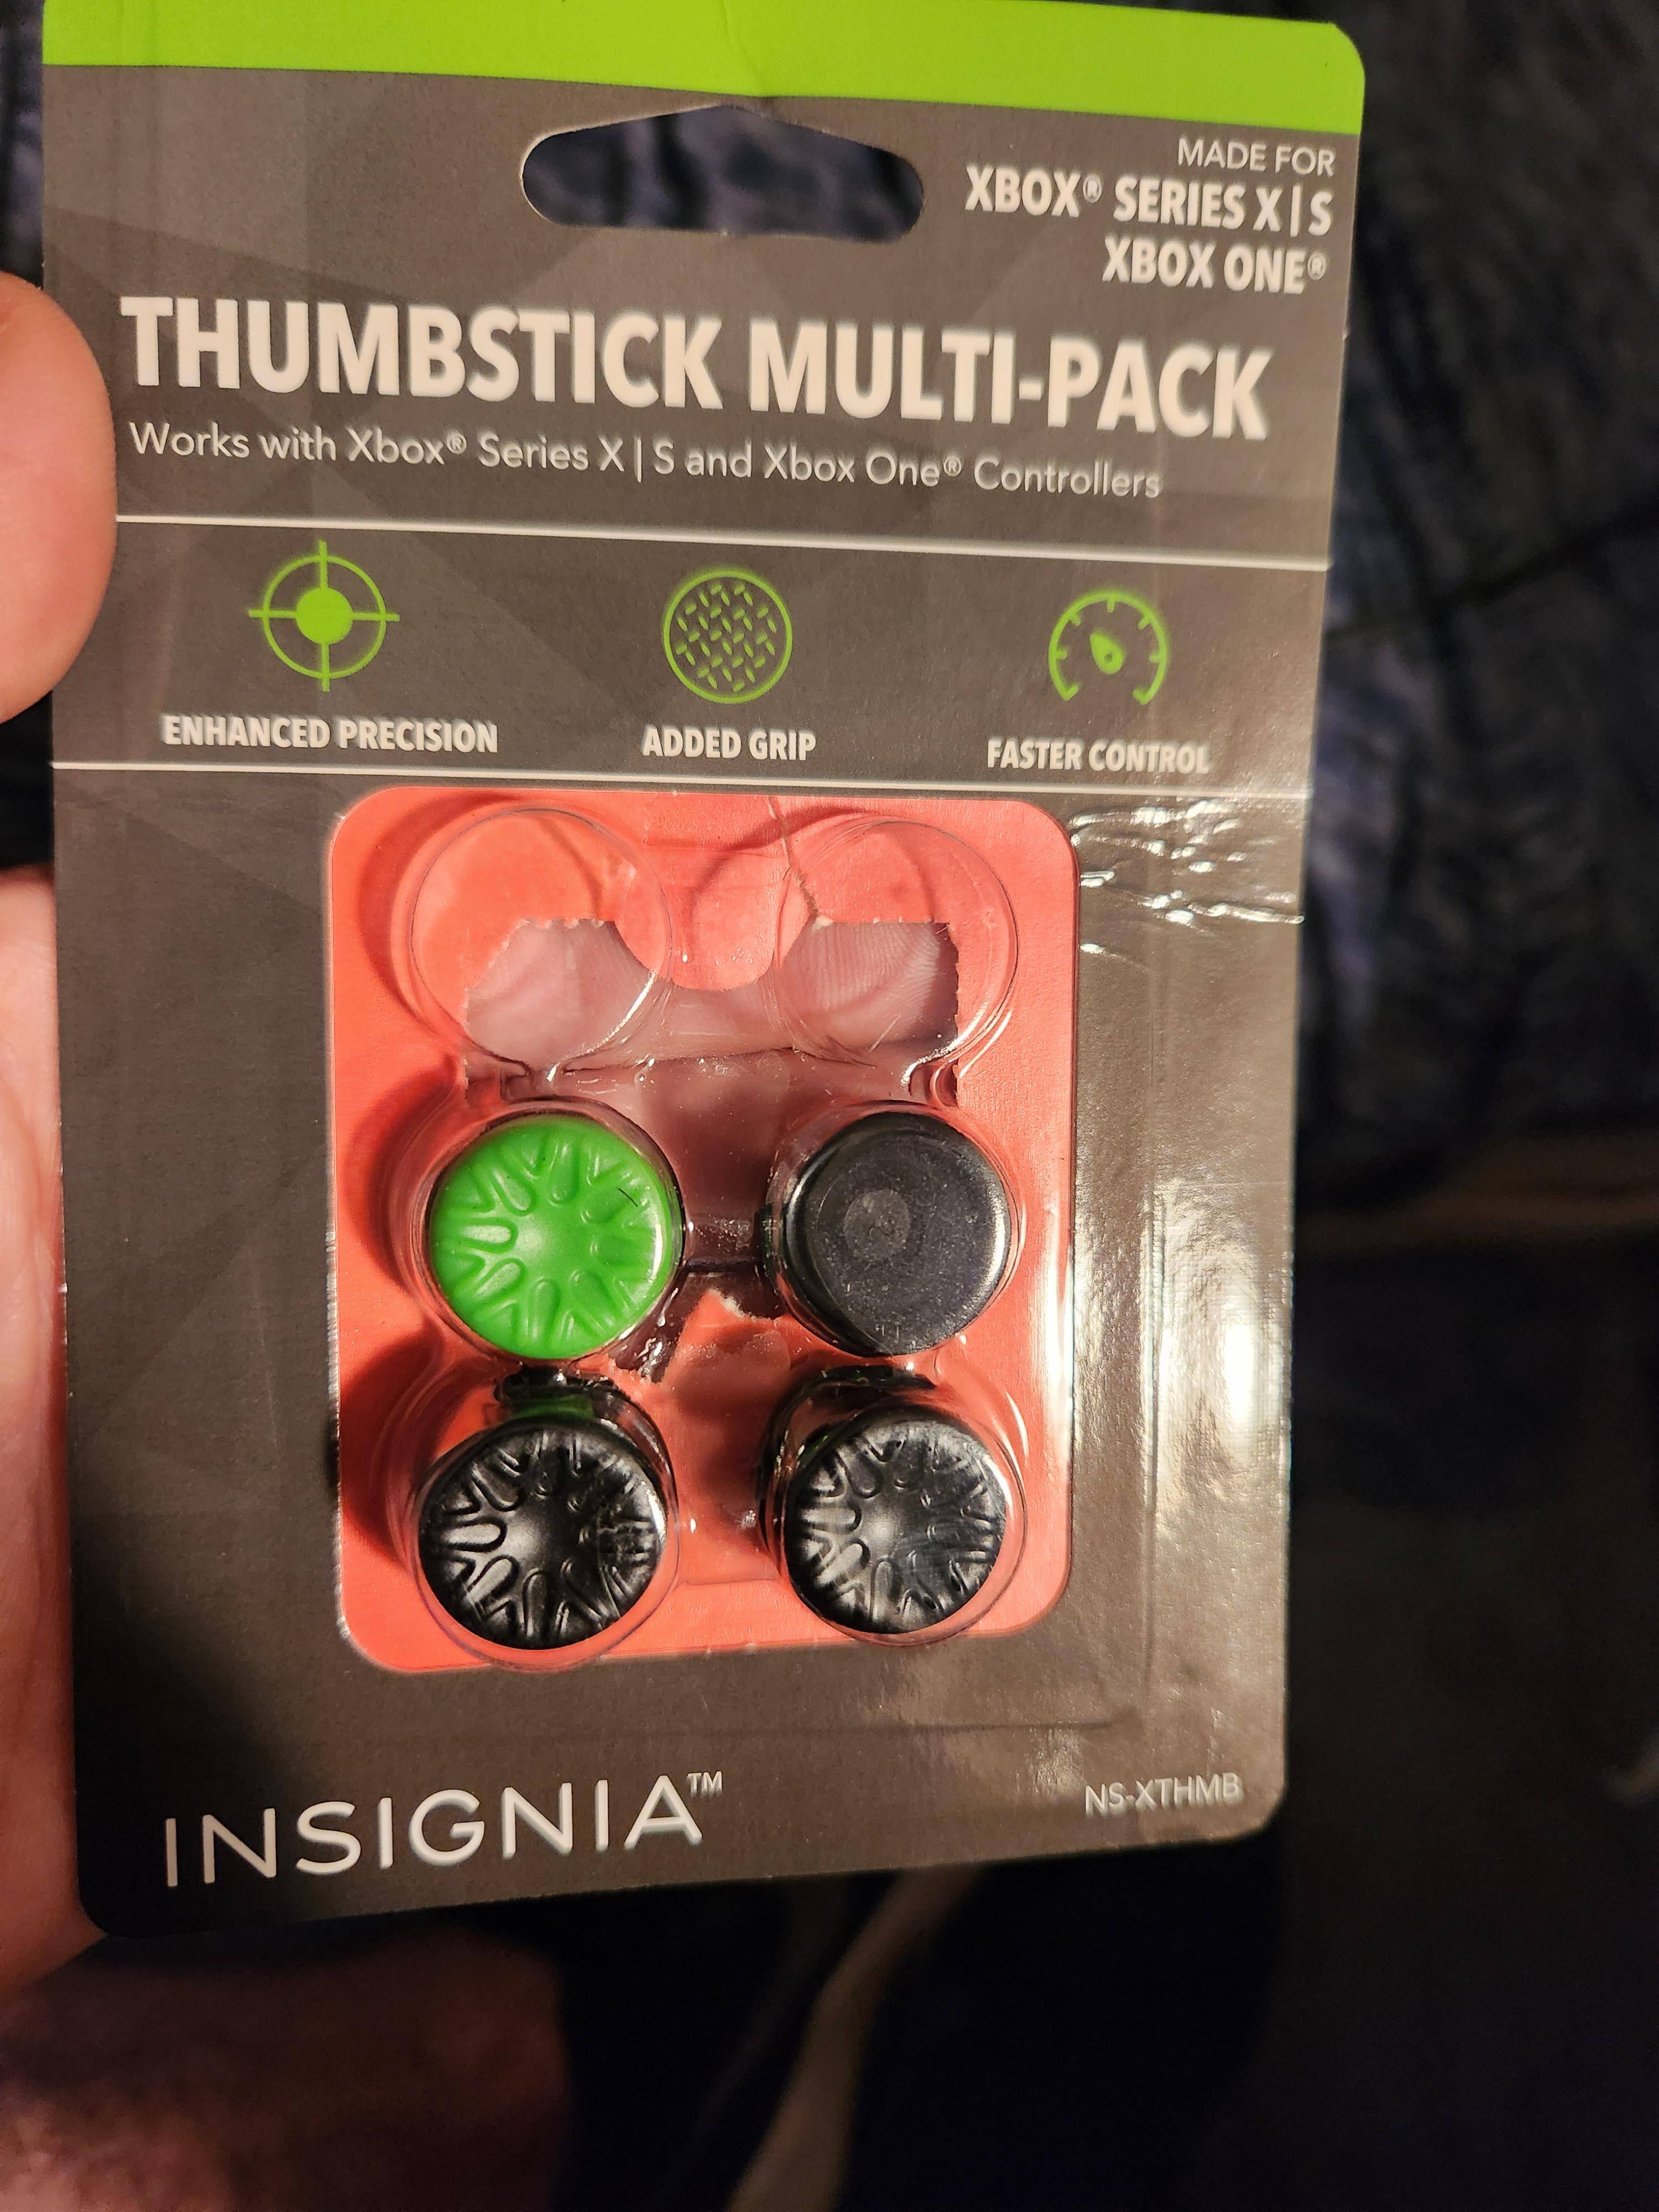 MADE FOR
XBOX® SERIES X|S
XBOX ONE®
THUMBSTICK MULTI-PACK
Works with Xbox® Series X|S and Xbox One® Controllers
ENHANCED PRECISION
ADDED GRIP
FASTER CONTROL
INSIGNIA™
NS-XTHMB